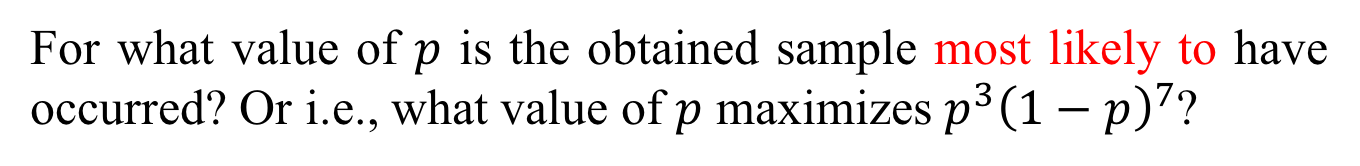 For what value of p is the obtained sample most likely to have
occurred? Or i.e., what value of p maximizes p³(1 − p)⁷?